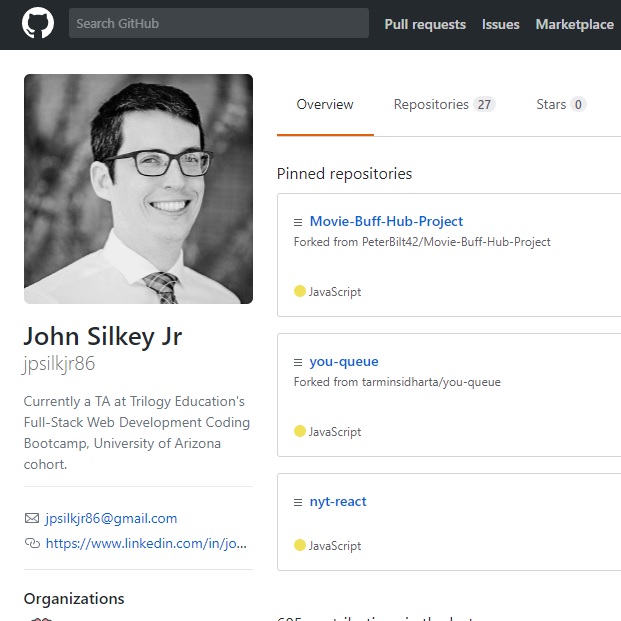 Search GitHub
Pull requests Issues Marketplace
Overview Repositories 27 Stars 0
Pinned repositories
Movie-Buff-Hub-Project
Forked from PeterBilt42/Movie-Buff-Hub-Project
JavaScript
you-queue
Forked from tarminsidharta/you-queue
JavaScript
nyt-react
JavaScript
John Silkey Jr
jpsilkjr86
Currently a TA at Trilogy Education's
Full-Stack Web Development Coding
Bootcamp, University of Arizona
cohort.
jpsilkjr86@gmail.com
https://www.linkedin.com/in/jo...
Organizations